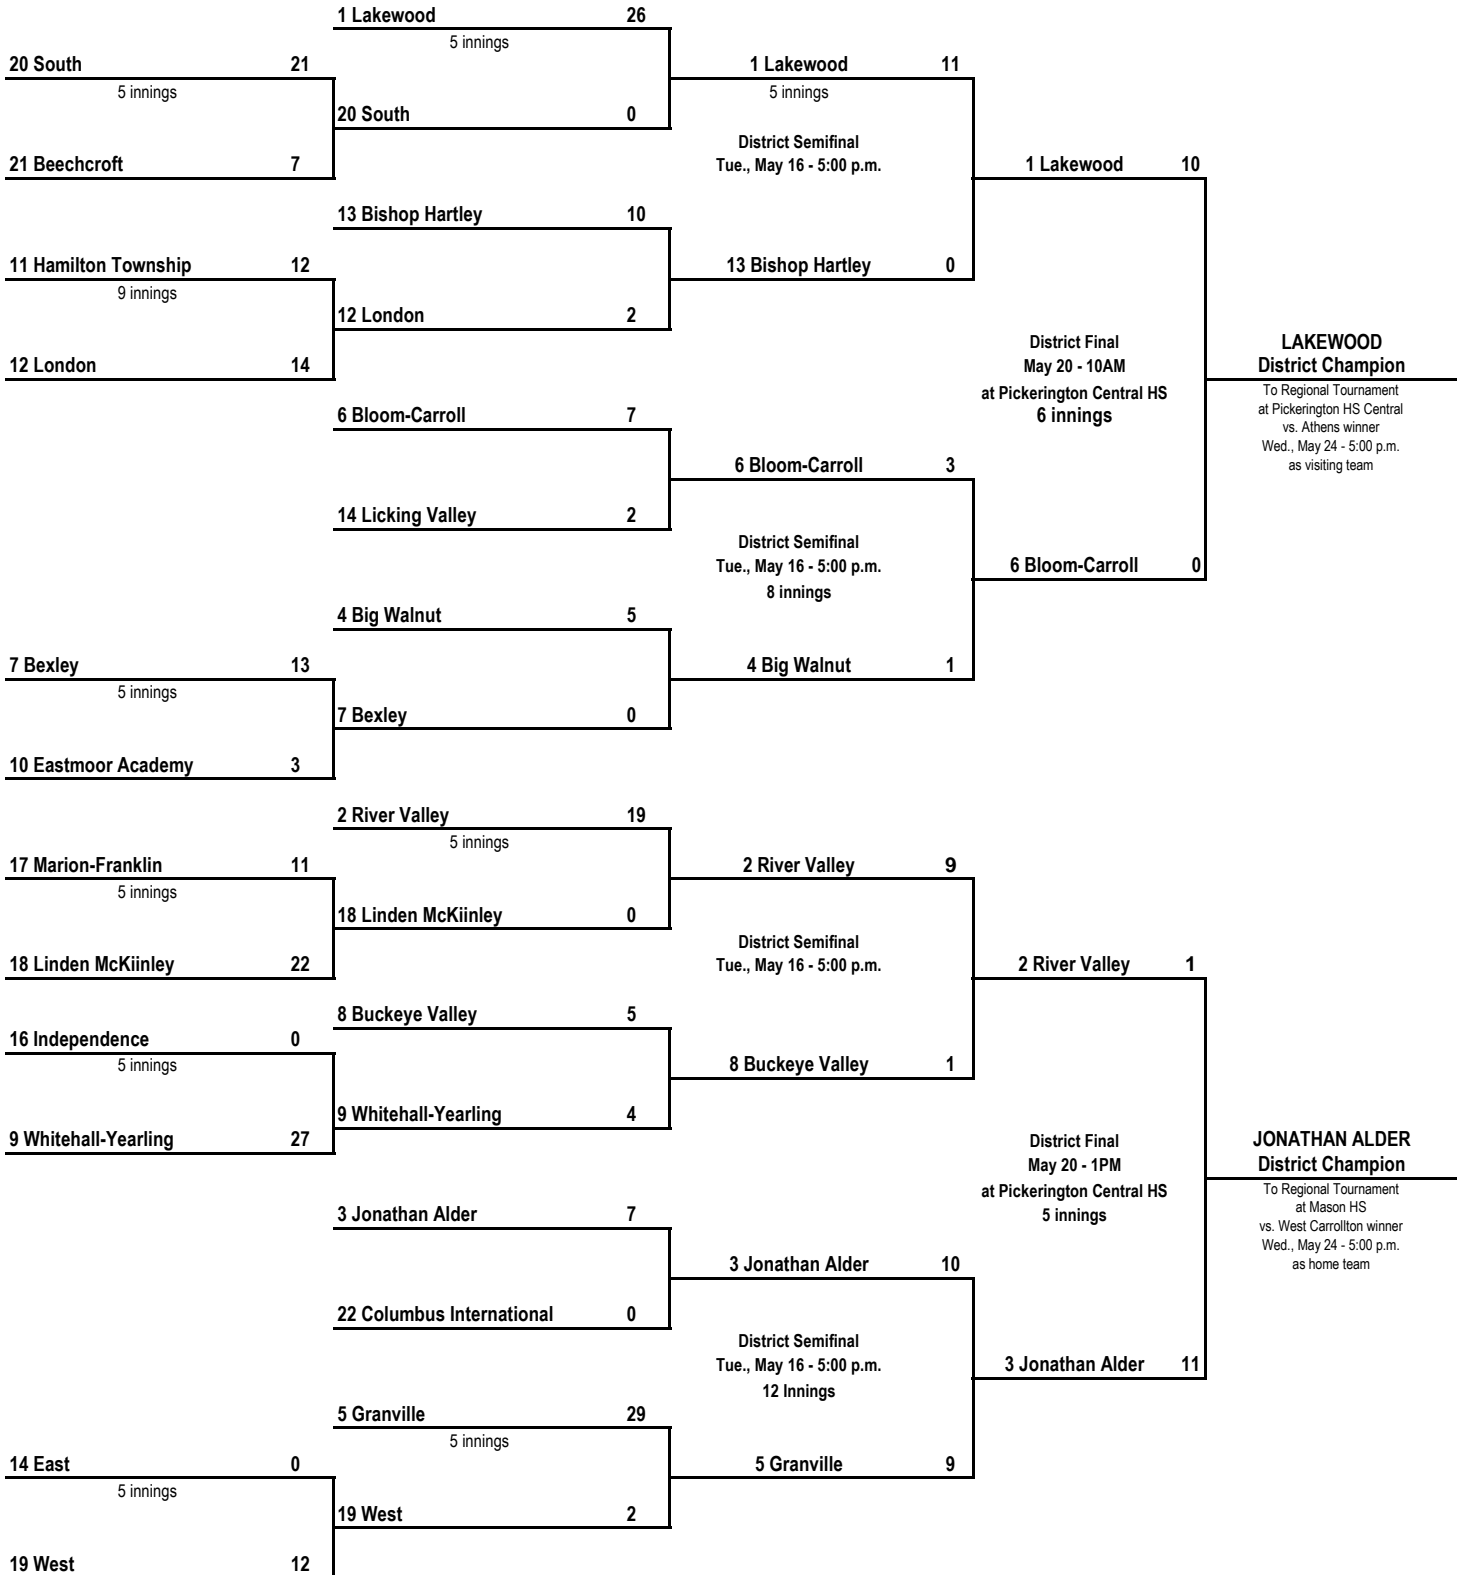 1 Lakewood 26
5 innings
20 South 21
5 innings
1 Lakewood 11
5 innings
20 South 0
District Semifinal
Tue., May 16 - 5:00 p.m.
21 Beechcroft 7
1 Lakewood 10
13 Bishop Hartley 10
11 Hamilton Township 12
9 innings
13 Bishop Hartley 0
12 London 2
12 London 14
District Final
May 20 - 10AM
at Pickerington Central HS
6 innings
LAKEWOOD
District Champion
To Regional Tournament
at Pickerington HS Central
vs. Athens winner
Wed., May 24 - 5:00 p.m.
as visiting team
6 Bloom-Carroll 7
6 Bloom-Carroll 3
14 Licking Valley 2
District Semifinal
Tue., May 16 - 5:00 p.m.
8 innings
6 Bloom-Carroll 0
4 Big Walnut 5
7 Bexley 13
5 innings
4 Big Walnut 1
7 Bexley 0
10 Eastmoor Academy 3
2 River Valley 19
5 innings
17 Marion-Franklin 11
5 innings
2 River Valley 9
18 Linden McKiinley 0
District Semifinal
Tue., May 16 - 5:00 p.m.
18 Linden McKiinley 22
2 River Valley 1
8 Buckeye Valley 5
16 Independence 0
5 innings
8 Buckeye Valley 1
9 Whitehall-Yearling 4
9 Whitehall-Yearling 27
District Final
May 20 - 1PM
at Pickerington Central HS
5 innings
JONATHAN ALDER
District Champion
To Regional Tournament
at Mason HS
vs. West Carrollton winner
Wed., May 24 - 5:00 p.m.
as home team
3 Jonathan Alder 7
3 Jonathan Alder 10
22 Columbus International 0
District Semifinal
Tue., May 16 - 5:00 p.m.
12 Innings
3 Jonathan Alder 11
5 Granville 29
5 innings
14 East 0
5 innings
5 Granville 9
19 West 2
19 West 12